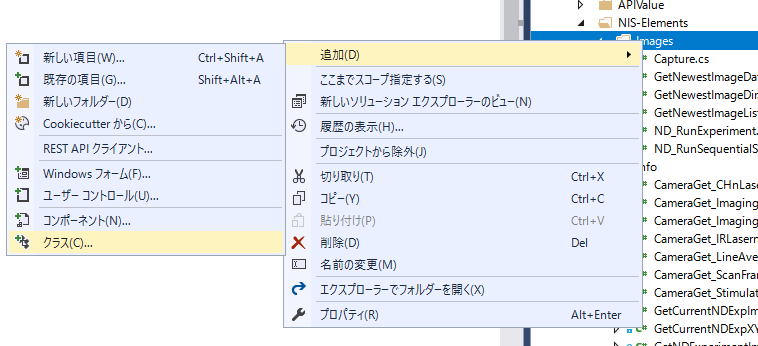 新しい項目(W)... Ctrl+Shift+A
既存の項目(G)... Shift+Alt+A
新しいフォルダー(D)
Cookiecutter から(C)...
REST API クライアント...
Windows フォーム(F)...
ユーザー コントロール(U)...
コンポーネント(N)...
クラス(C)...
追加(D)
ここまでスコープ指定する(S)
新しいソリューション エクスプローラーのビュー(N)
履歴の表示(H)...
プロジェクトから除外(J)
切り取り(T) Ctrl+X
コピー(Y) Ctrl+C
貼り付け(P) Ctrl+V
削除(D) Del
名前の変更(M)
エクスプローラーでフォルダーを開く(X)
プロパティ(R) Alt+Enter
APIValue
NIS-Elements
Images
Capture.cs
GetNewestImageDa
GetNewestImageDir
GetNewestImageList
ND_RunExperiment.
ND_RunSequentialS
nfo
CameraGet_CHnLase
CameraGet_Imaging
CameraGet_Imaging
CameraGet_IRLaserr
CameraGet_LineAve
CameraGet_ScanFra
CameraGet_Stimulat
GetCurrentNDExpIm
GetCurrentNDExpXY